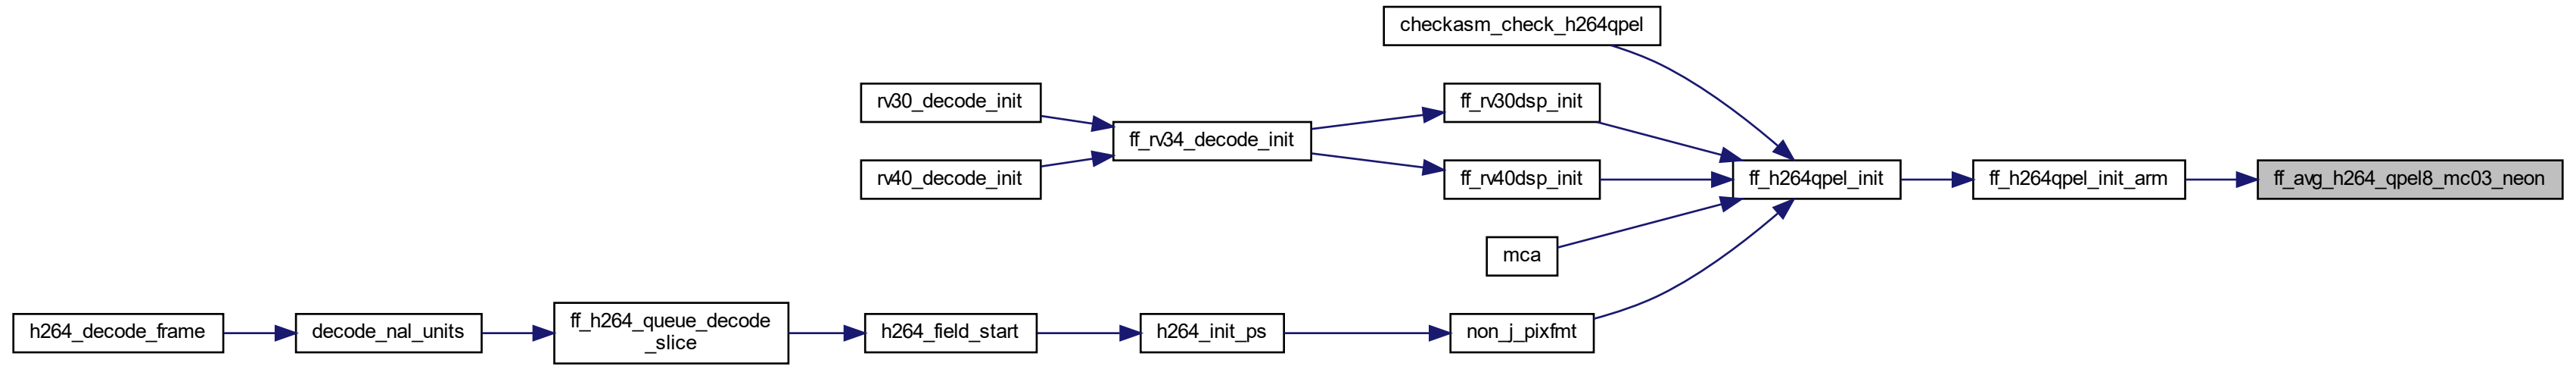 checkasm_check_h264qpel
rv30_decode_init
ff_rv30dsp_init
ff_rv34_decode_init
rv40_decode_init
ff_rv40dsp_init
ff_h264qpel_init
ff_h264qpel_init_arm
ff_avg_h264_qpel8_mc03_neon
mca
h264_decode_frame
decode_nal_units
ff_h264_queue_decode
_slice
h264_field_start
h264_init_ps
non_j_pixfmt